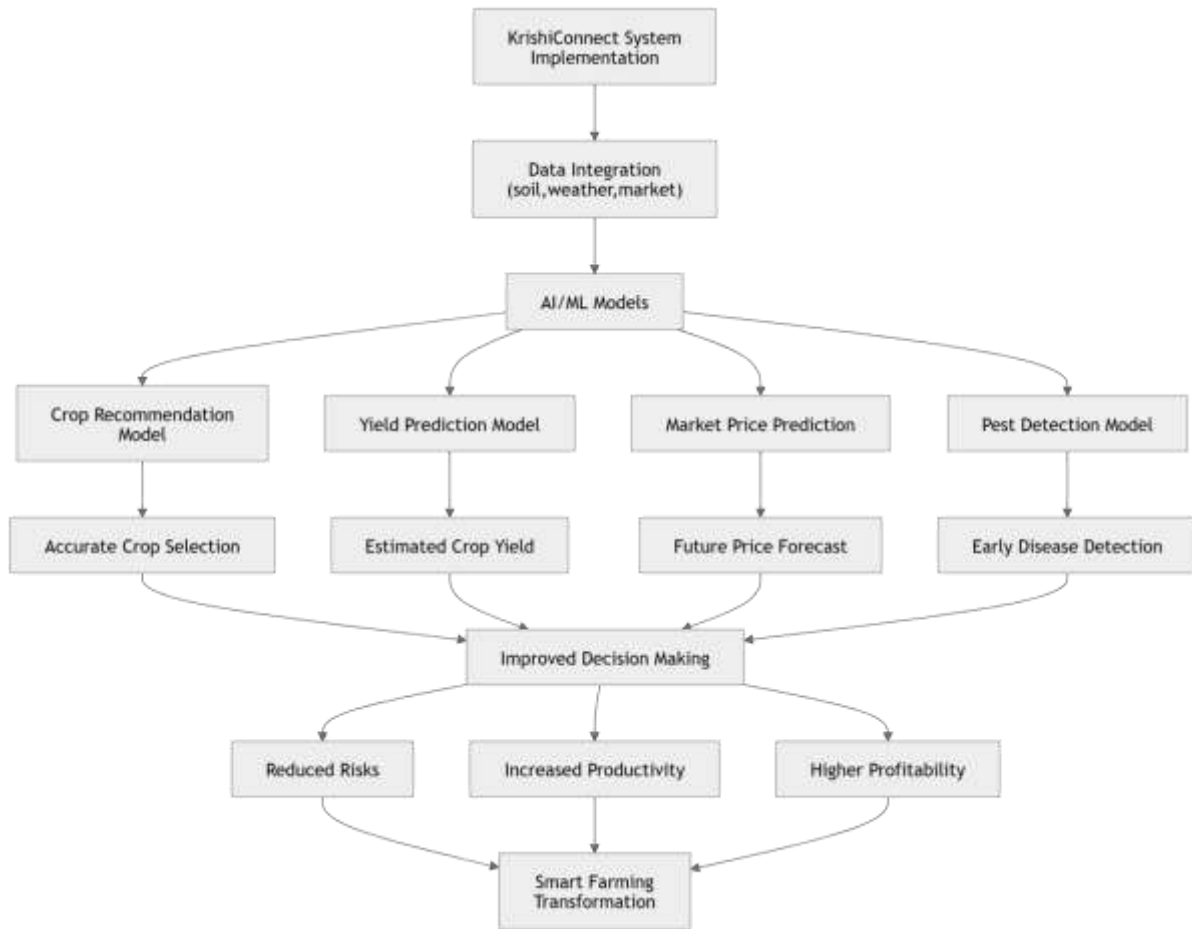 KrishiConnect System
Implementation
Data Integration
(soil,weather,market)
AI/ML Models
Crop Recommendation
Model
Yield Prediction Model
Market Price Prediction
Pest Detection Model
Accurate Crop Selection
Estimated Crop Yield
Future Price Forecast
Early Disease Detection
Improved Decision Making
Reduced Risks
Increased Productivity
Higher Profitability
Smart Farming
Transformation